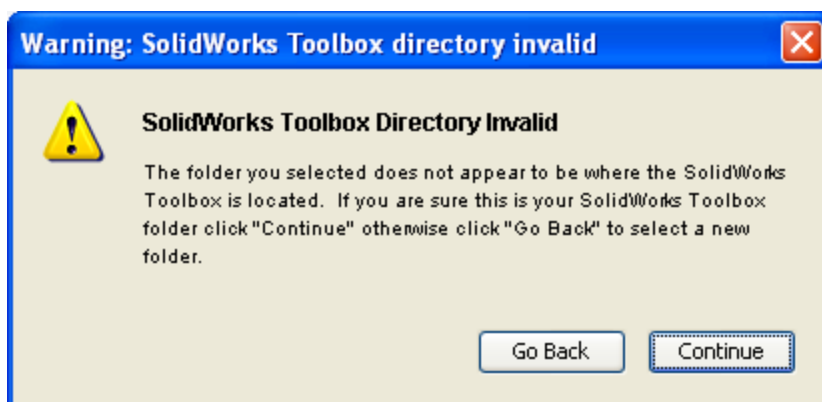 Warning: SolidWorks Toolbox directory invalid
SolidWorks Toolbox Directory Invalid
The folder you selected does not appear to be where the SolidWorks
Toolbox is located. If you are sure this is your SolidWorks Toolbox
folder click "Continue" otherwise click "Go Back" to select a new
folder.
Go Back
Continue